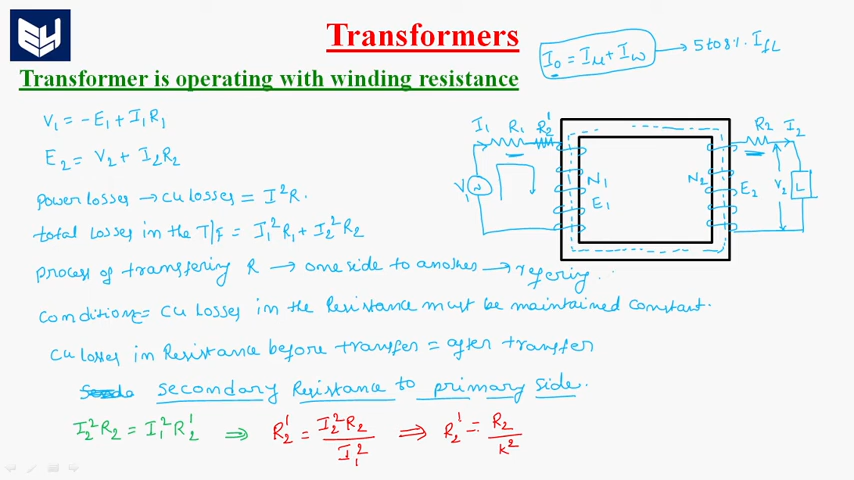 Transformers
I₀ = Iμ + Iw → 5 to 8%. IfL
Transformer is operating with winding resistance
V₁ = -E₁ + I₁R₁
E₂ = V₂ + I₂R₂
Power losses → cu losses = I²R.
total Losses in the T/F = I₁²R₁ + I₂²R₂
Process of transfering R → one side to another → refering...
Condition = Cu Losses in the Resistance must be maintained constant.
Cu losses in Resistance before transfer = after transfer
secondary Resistance to primary side.
I₂²R₂ = I₁²R₂' ⇒ R₂' = I₂²R₂ / I₁² ⇒ R₂' = R₂ / k²
I₁ R₁ R₂'
R₂ I₂
V₁ N₁ N₂ V₂ L
E₁ E₂